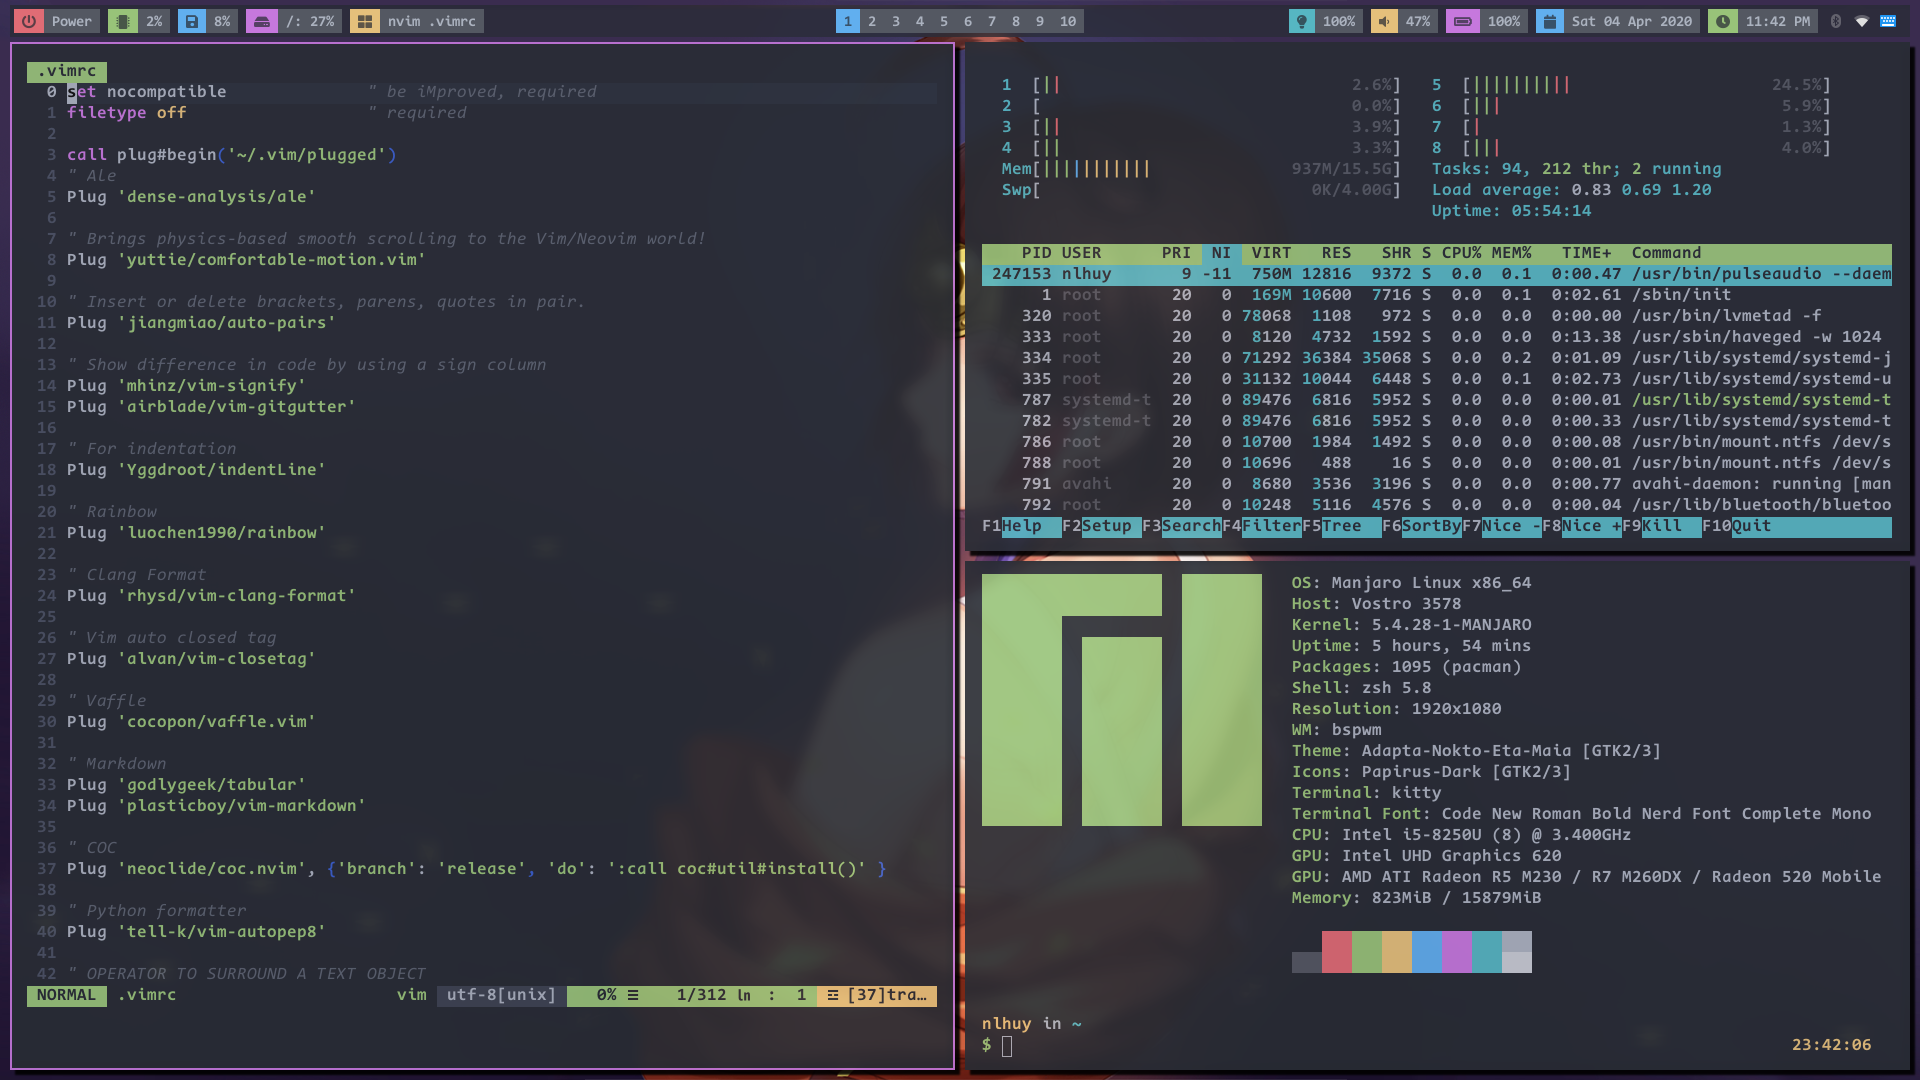 Power 2% 8% /: 27% nvim .vimrc 1 2 3 4 5 6 7 8 9 10 100% 47% 100% Sat 04 Apr 2020 11:42 PM
.vimrc
0 set nocompatible " be iMproved, required
1 filetype off " required
2
3 call plug#begin('~/.vim/plugged')
4 " Ale
5 Plug 'dense-analysis/ale'
6
7 " Brings physics-based smooth scrolling to the Vim/Neovim world!
8 Plug 'yuttie/comfortable-motion.vim'
9
10 " Insert or delete brackets, parens, quotes in pair.
11 Plug 'jiangmiao/auto-pairs'
12
13 " Show difference in code by using a sign column
14 Plug 'mhinz/vim-signify'
15 Plug 'airblade/vim-gitgutter'
16
17 " For indentation
18 Plug 'Yggdroot/indentLine'
19
20 " Rainbow
21 Plug 'luochen1990/rainbow'
22
23 " Clang Format
24 Plug 'rhysd/vim-clang-format'
25
26 " Vim auto closed tag
27 Plug 'alvan/vim-closetag'
28
29 " Vaffle
30 Plug 'cocopon/vaffle.vim'
31
32 " Markdown
33 Plug 'godlygeek/tabular'
34 Plug 'plasticboy/vim-markdown'
35
36 " COC
37 Plug 'neoclide/coc.nvim', {'branch': 'release', 'do': ':call coc#util#install()' }
38
39 " Python formatter
40 Plug 'tell-k/vim-autopep8'
41
42 " OPERATOR TO SURROUND A TEXT OBJECT
NORMAL .vimrc vim utf-8[unix] 0% ☰ 1/312 ln : 1 ☲ [37]tra…
1 [|| 2.6%] 5 [|||||||||| 24.5%]
2 [ 0.0%] 6 [||| 5.9%]
3 [|| 3.9%] 7 [| 1.3%]
4 [|| 3.3%] 8 [||| 4.0%]
Mem[||||||||||| 937M/15.5G] Tasks: 94, 212 thr; 2 running
Swp[ 0K/4.00G] Load average: 0.83 0.69 1.20
Uptime: 05:54:14
PID USER PRI NI VIRT RES SHR S CPU% MEM% TIME+ Command
247153 nlhuy 9 -11 750M 12816 9372 S 0.0 0.1 0:00.47 /usr/bin/pulseaudio --daem
1 root 20 0 169M 10600 7716 S 0.0 0.1 0:02.61 /sbin/init
320 root 20 0 78068 1108 972 S 0.0 0.0 0:00.00 /usr/bin/lvmetad -f
333 root 20 0 8120 4732 1592 S 0.0 0.0 0:13.38 /usr/sbin/haveged -w 1024
334 root 20 0 71292 36384 35068 S 0.0 0.2 0:01.09 /usr/lib/systemd/systemd-j
335 root 20 0 31132 10044 6448 S 0.0 0.1 0:02.73 /usr/lib/systemd/systemd-u
787 systemd-t 20 0 89476 6816 5952 S 0.0 0.0 0:00.01 /usr/lib/systemd/systemd-t
782 systemd-t 20 0 89476 6816 5952 S 0.0 0.0 0:00.33 /usr/lib/systemd/systemd-t
786 root 20 0 10700 1984 1492 S 0.0 0.0 0:00.08 /usr/bin/mount.ntfs /dev/s
788 root 20 0 10696 488 16 S 0.0 0.0 0:00.01 /usr/bin/mount.ntfs /dev/s
791 avahi 20 0 8680 3536 3196 S 0.0 0.0 0:00.77 avahi-daemon: running [man
792 root 20 0 10248 5116 4576 S 0.0 0.0 0:00.04 /usr/lib/bluetooth/bluetoo
F1Help F2Setup F3SearchF4FilterF5Tree F6SortByF7Nice -F8Nice +F9Kill F10Quit
OS: Manjaro Linux x86_64
Host: Vostro 3578
Kernel: 5.4.28-1-MANJARO
Uptime: 5 hours, 54 mins
Packages: 1095 (pacman)
Shell: zsh 5.8
Resolution: 1920x1080
WM: bspwm
Theme: Adapta-Nokto-Eta-Maia [GTK2/3]
Icons: Papirus-Dark [GTK2/3]
Terminal: kitty
Terminal Font: Code New Roman Bold Nerd Font Complete Mono
CPU: Intel i5-8250U (8) @ 3.400GHz
GPU: Intel UHD Graphics 620
GPU: AMD ATI Radeon R5 M230 / R7 M260DX / Radeon 520 Mobile
Memory: 823MiB / 15879MiB
nlhuy in ~
$ 23:42:06